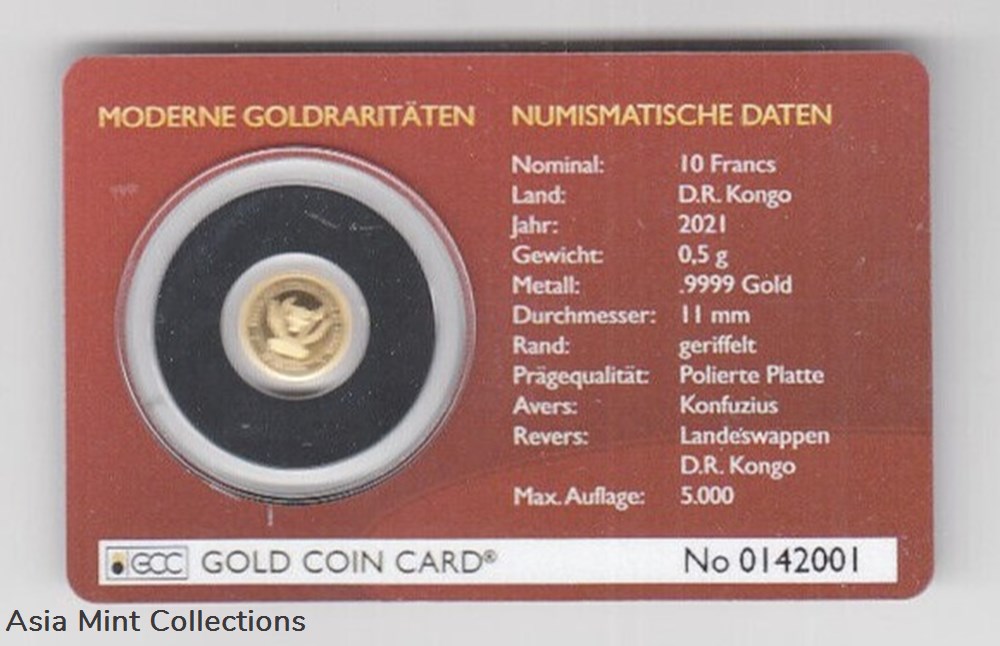 MODERNE GOLDRARITÄTEN
NUMISMATISCHE DATEN
Nominal: 10 Francs
Land: D.R. Kongo
Jahr: 2021
Gewicht: 0,5 g
Metall: .9999 Gold
Durchmesser: 11 mm
Rand: geriffelt
Prägequalität: Polierte Platte
Avers: Konfuzius
Revers: Landeswappen
D.R. Kongo
Max. Auflage: 5.000
GCC GOLD COIN CARD® No 0142001
Asia Mint Collections